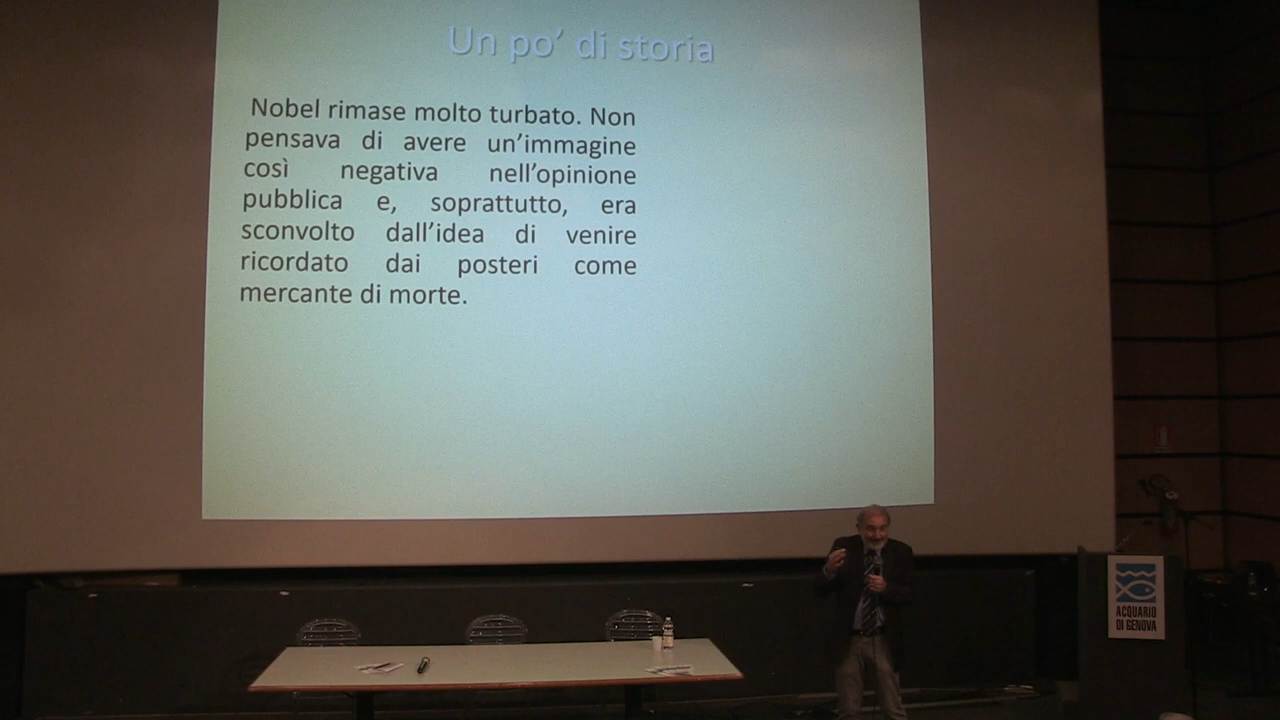 Un po' di storia
Nobel rimase molto turbato. Non
pensava di avere un'immagine
così negativa nell'opinione
pubblica e, soprattutto, era
sconvolto dall'idea di venire
ricordato dai posteri come
mercante di morte.
ACQUARIO
DI GENOVA